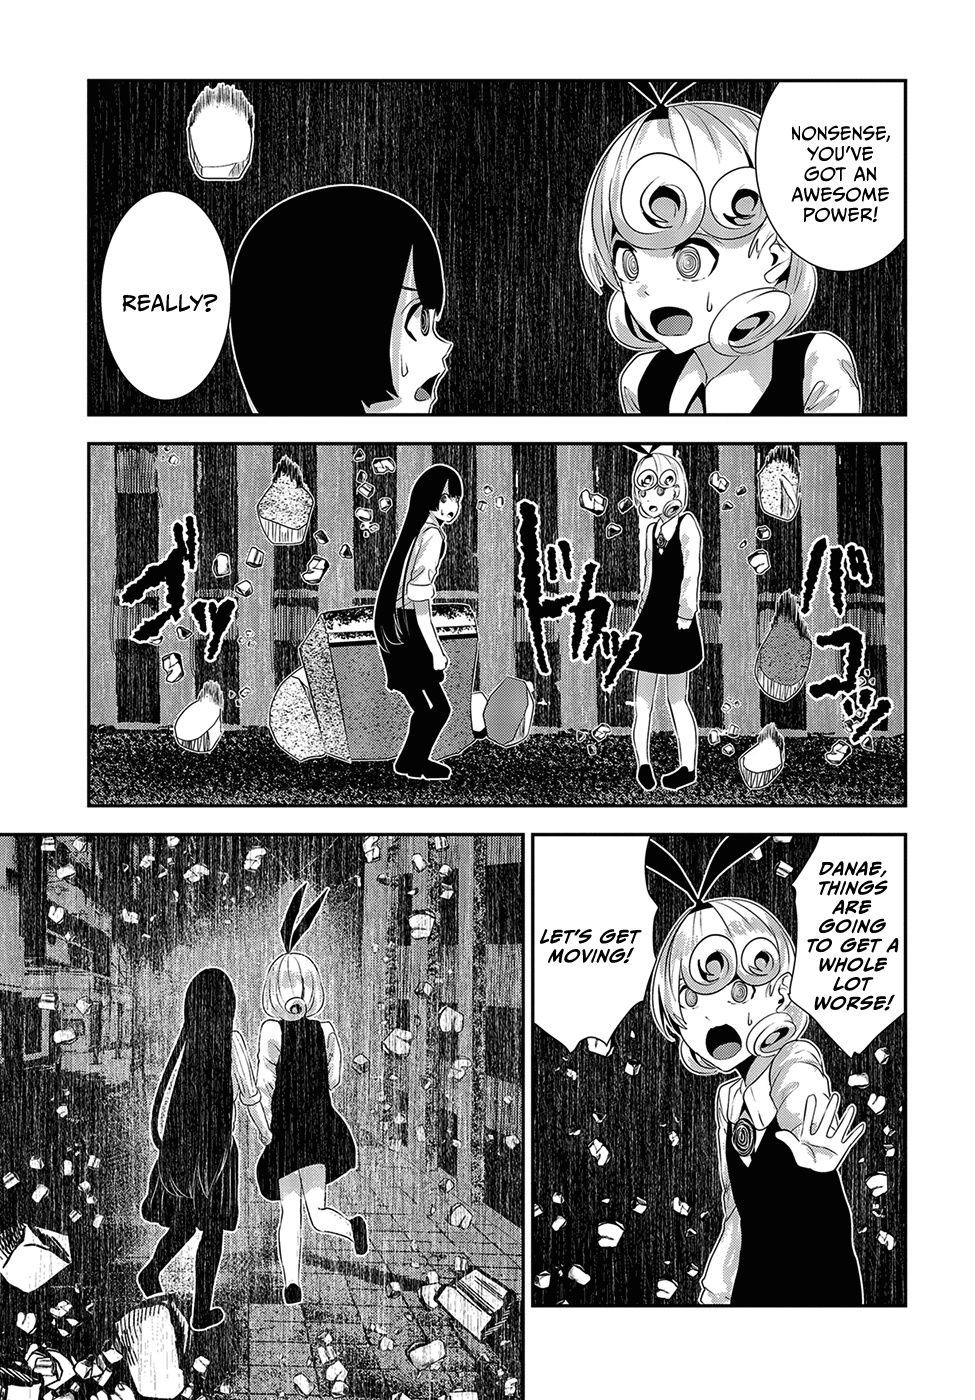 NONSENSE,
YOU'VE
GOT AN
AWESOME
POWER!
REALLY?
バコッ
ドカッ
ゴッ
DANAE,
THINGS
ARE
GOING
TO GET A
WHOLE
LOT
WORSE!
LET'S GET
MOVING!